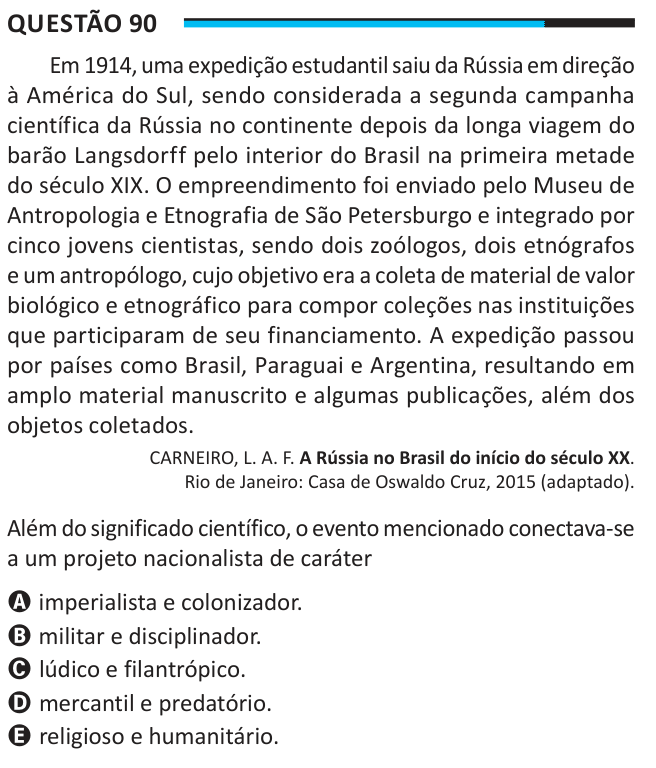 QUESTÃO 90
Em 1914, uma expedição estudantil saiu da Rússia em direção
à América do Sul, sendo considerada a segunda campanha
científica da Rússia no continente depois da longa viagem do
barão Langsdorff pelo interior do Brasil na primeira metade
do século XIX. O empreendimento foi enviado pelo Museu de
Antropologia e Etnografia de São Petersburgo e integrado por
cinco jovens cientistas, sendo dois zoólogos, dois etnógrafos
e um antropólogo, cujo objetivo era a coleta de material de valor
biológico e etnográfico para compor coleções nas instituições
que participaram de seu financiamento. A expedição passou
por países como Brasil, Paraguai e Argentina, resultando em
amplo material manuscrito e algumas publicações, além dos
objetos coletados.
CARNEIRO, L. A. F. A Rússia no Brasil do início do século XX.
Rio de Janeiro: Casa de Oswaldo Cruz, 2015 (adaptado).
Além do significado científico, o evento mencionado conectava-se
a um projeto nacionalista de caráter
A imperialista e colonizador.
B militar e disciplinador.
C lúdico e filantrópico.
D mercantil e predatório.
E religioso e humanitário.